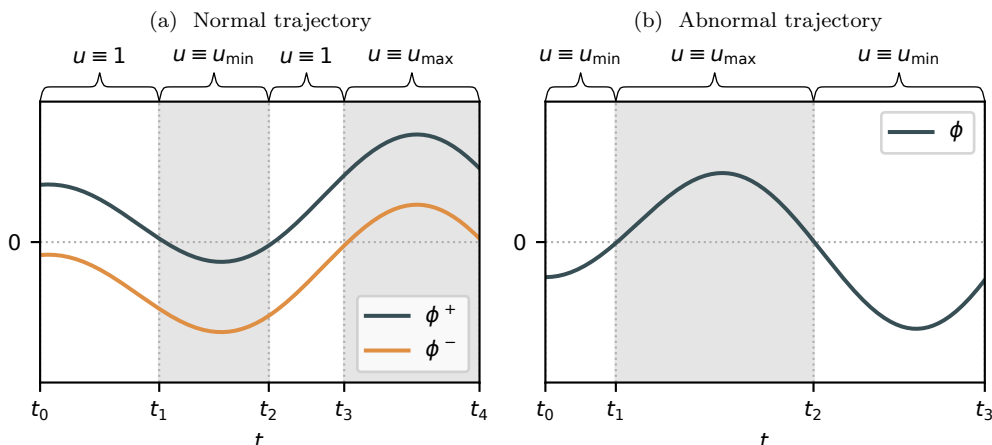 (a) Normal trajectory
u ≡ 1 u ≡ u_min u ≡ 1 u ≡ u_max
0
ϕ⁺
ϕ⁻
t₀ t₁ t₂ t₃ t₄
t
(b) Abnormal trajectory
u ≡ u_min u ≡ u_max u ≡ u_min
ϕ
0
t₀ t₁ t₂ t₃
t